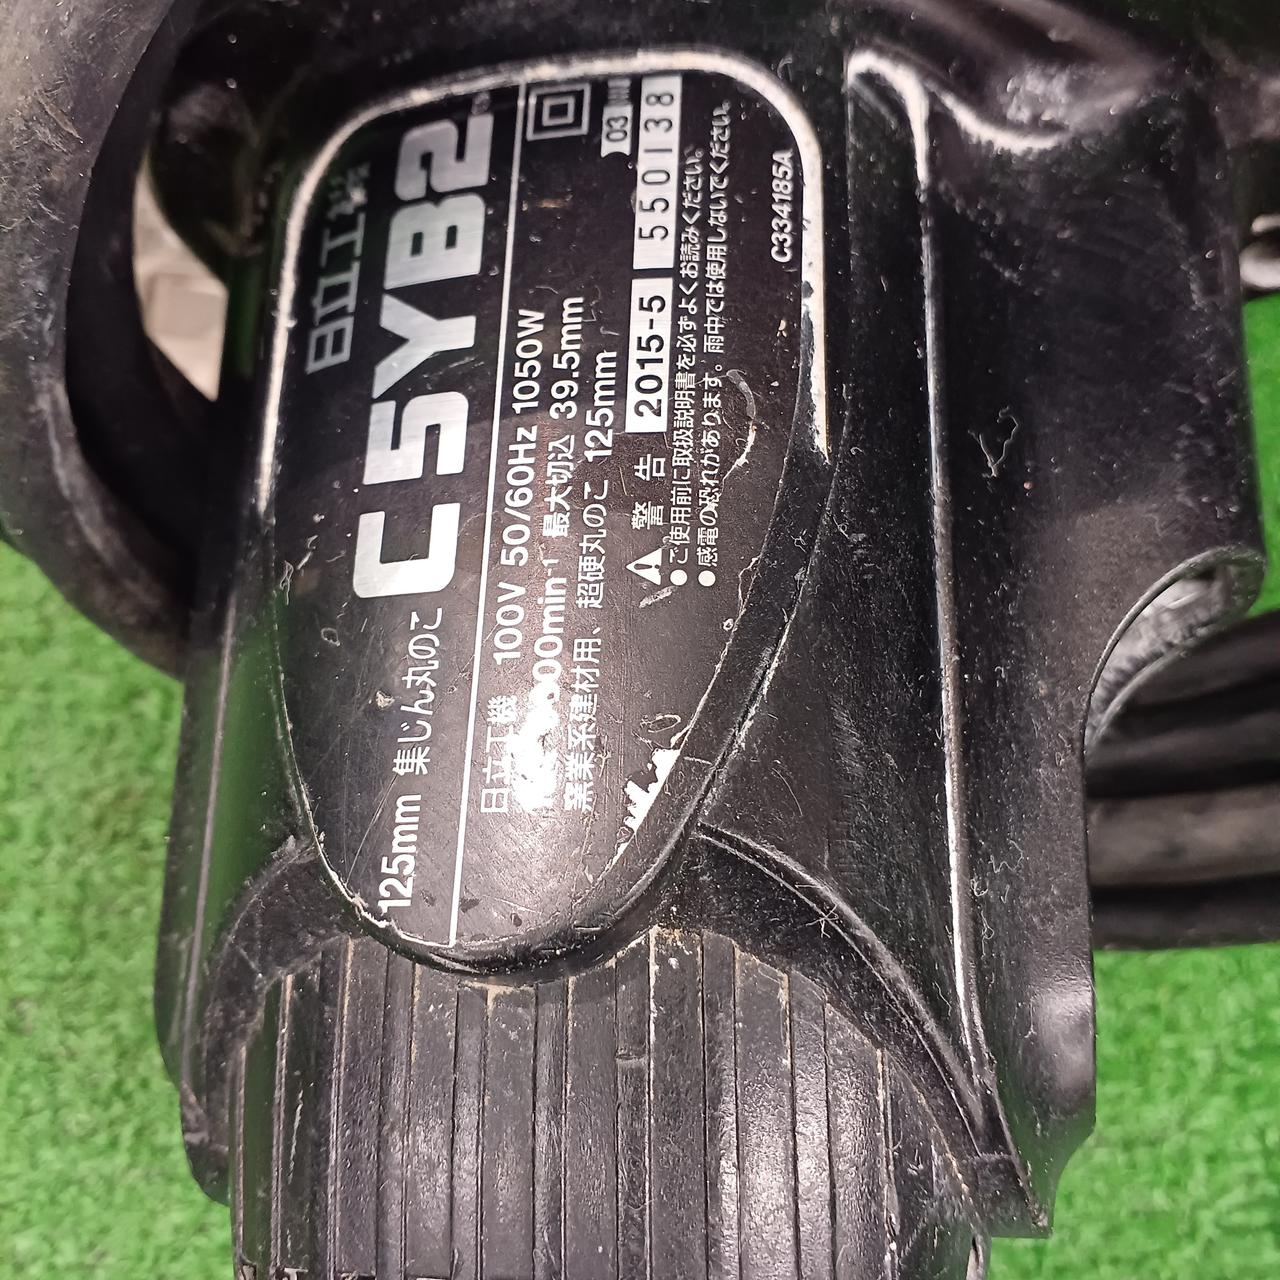 日立工機
C5YB2
125mm 集じん丸のこ
日立工機 100V 50/60Hz 1050W
00min⁻¹ 最大切込 39.5mm
窯業系建材用、超硬丸のこ 125mm
03
2015-5 550138
警告
●ご使用前に取扱説明書を必ずよくお読みください。
●感電の恐れがあります。雨中では使用しないでください。
C334185A